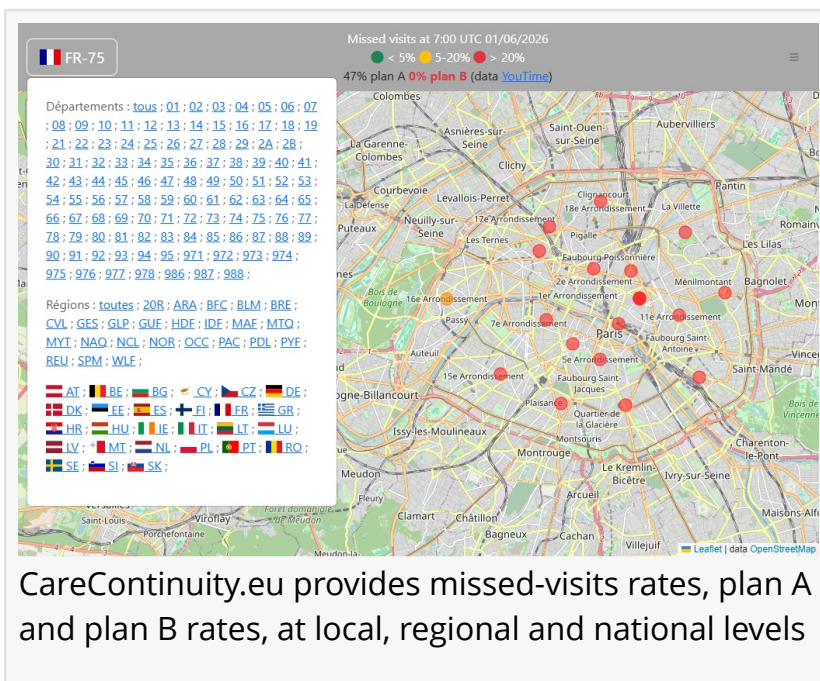 Missed visits at 7:00 UTC 01/06/2026
FR-75
< 5% 5-20% > 20%
≡
47% plan A 0% plan B (data YouTime)
Départements : tous ; 01 ; 02 ; 03 ; 04 ; 05 ; 06 ; 07
; 08 ; 09 ; 10 ; 11 ; 12 ; 13 ; 14 ; 15 ; 16 ; 17 ; 18 ; 19
; 21 ; 22 ; 23 ; 24 ; 25 ; 26 ; 27 ; 28 ; 29 ; 2A ; 2B ;
30 ; 31 ; 32 ; 33 ; 34 ; 35 ; 36 ; 37 ; 38 ; 39 ; 40 ; 41 ;
42 ; 43 ; 44 ; 45 ; 46 ; 47 ; 48 ; 49 ; 50 ; 51 ; 52 ; 53 ;
54 ; 55 ; 56 ; 57 ; 58 ; 59 ; 60 ; 61 ; 62 ; 63 ; 64 ; 65 ;
66 ; 67 ; 68 ; 69 ; 70 ; 71 ; 72 ; 73 ; 74 ; 75 ; 76 ; 77 ;
78 ; 79 ; 80 ; 81 ; 82 ; 83 ; 84 ; 85 ; 86 ; 87 ; 88 ; 89 ;
90 ; 91 ; 92 ; 93 ; 94 ; 95 ; 971 ; 972 ; 973 ; 974 ;
975 ; 976 ; 977 ; 978 ; 986 ; 987 ; 988 ;
Régions : toutes ; 20R ; ARA ; BFC ; BLM ; BRE ;
CVL ; GES ; GLP ; GUF ; HDF ; IDF ; MAF ; MTQ ;
MYT ; NAQ ; NCL ; NOR ; OCC ; PAC ; PDL ; PYF ;
REU ; SPM ; WLF ;
AT ; BE ; BG ; CY ; CZ ; DE ;
DK ; EE ; ES ; FI ; FR ; GR ;
HR ; HU ; IE ; IT ; LT ; LU ;
LV ; MT ; NL ; PL ; PT ; RO ;
SE ; SI ; SK ;
Colombes
Asnières-sur-
Seine
Saint-Ouen-
sur-Seine
Aubervilliers
La Garenne-
Colombes
Clichy
Courbevoie
Levallois-Perret
La Défense
Clignancourt
18e Arrondissement
La Villette
Pantin
Puteaux
Neuilly-sur-
Seine
17e Arrondissement
Les Ternes
Pigalle
Les Lilas
Faubourg-Poissonnière
2e Arrondissement
Ménilmontant
Bagnolet
Bois de
Boulogne
16e Arrondissement
1er Arrondissement
Passy
7e Arrondissement
Paris
11e Arrondissement
Faubourg Saint-
Antoine
Auteuil
5e Arrondissement
Saint-Mandé
15e Arrondissement
Faubourg Saint-
Jacques
Plaisance
Quartier de
la Glacière
Bois de
Issy-les-Moulineaux
Montsouris
Montrouge
Charenton-
le-Pont
Meudon
Le Kremlin-
Bicêtre
Ivry-sur-Seine
Fleury
Arcueil
Clamart
Châtillon
Bagneux
Cachan
Villejuif
Saint-Louis
Viroflay
Forêt domaniale
de Meudon
Porchefontaine
Leaflet | data OpenStreetMap
CareContinuity.eu provides missed-visits rates, plan A
and plan B rates, at local, regional and national levels